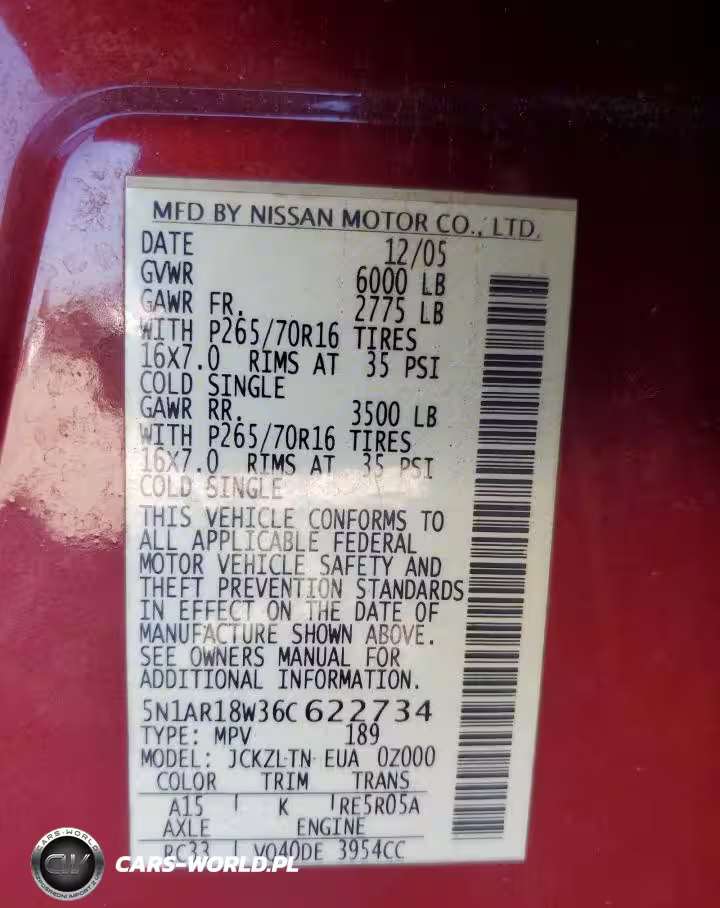 MFD BY NISSAN MOTOR CO., LTD.
DATE 12/05
GVWR 6000 LB
GAWR FR. 2775 LB
WITH P265/70R16 TIRES
16X7.0 RIMS AT 35 PSI
COLD SINGLE
GAWR RR. 3500 LB
WITH P265/70R16 TIRES
16X7.0 RIMS AT 35 PSI
COLD SINGLE
THIS VEHICLE CONFORMS TO
ALL APPLICABLE FEDERAL
MOTOR VEHICLE SAFETY AND
THEFT PREVENTION STANDARDS
IN EFFECT ON THE DATE OF
MANUFACTURE SHOWN ABOVE.
SEE OWNERS MANUAL FOR
ADDITIONAL INFORMATION.
5N1AR18W36C622734
TYPE: MPV 189
MODEL: JCKZLTN EUA 0Z000
COLOR TRIM TRANS
A15 K RE5R05A
AXLE ENGINE
RC33 VQ40DE 3954CC
CARS-WORLD
CW
CARS-WORLD.PL